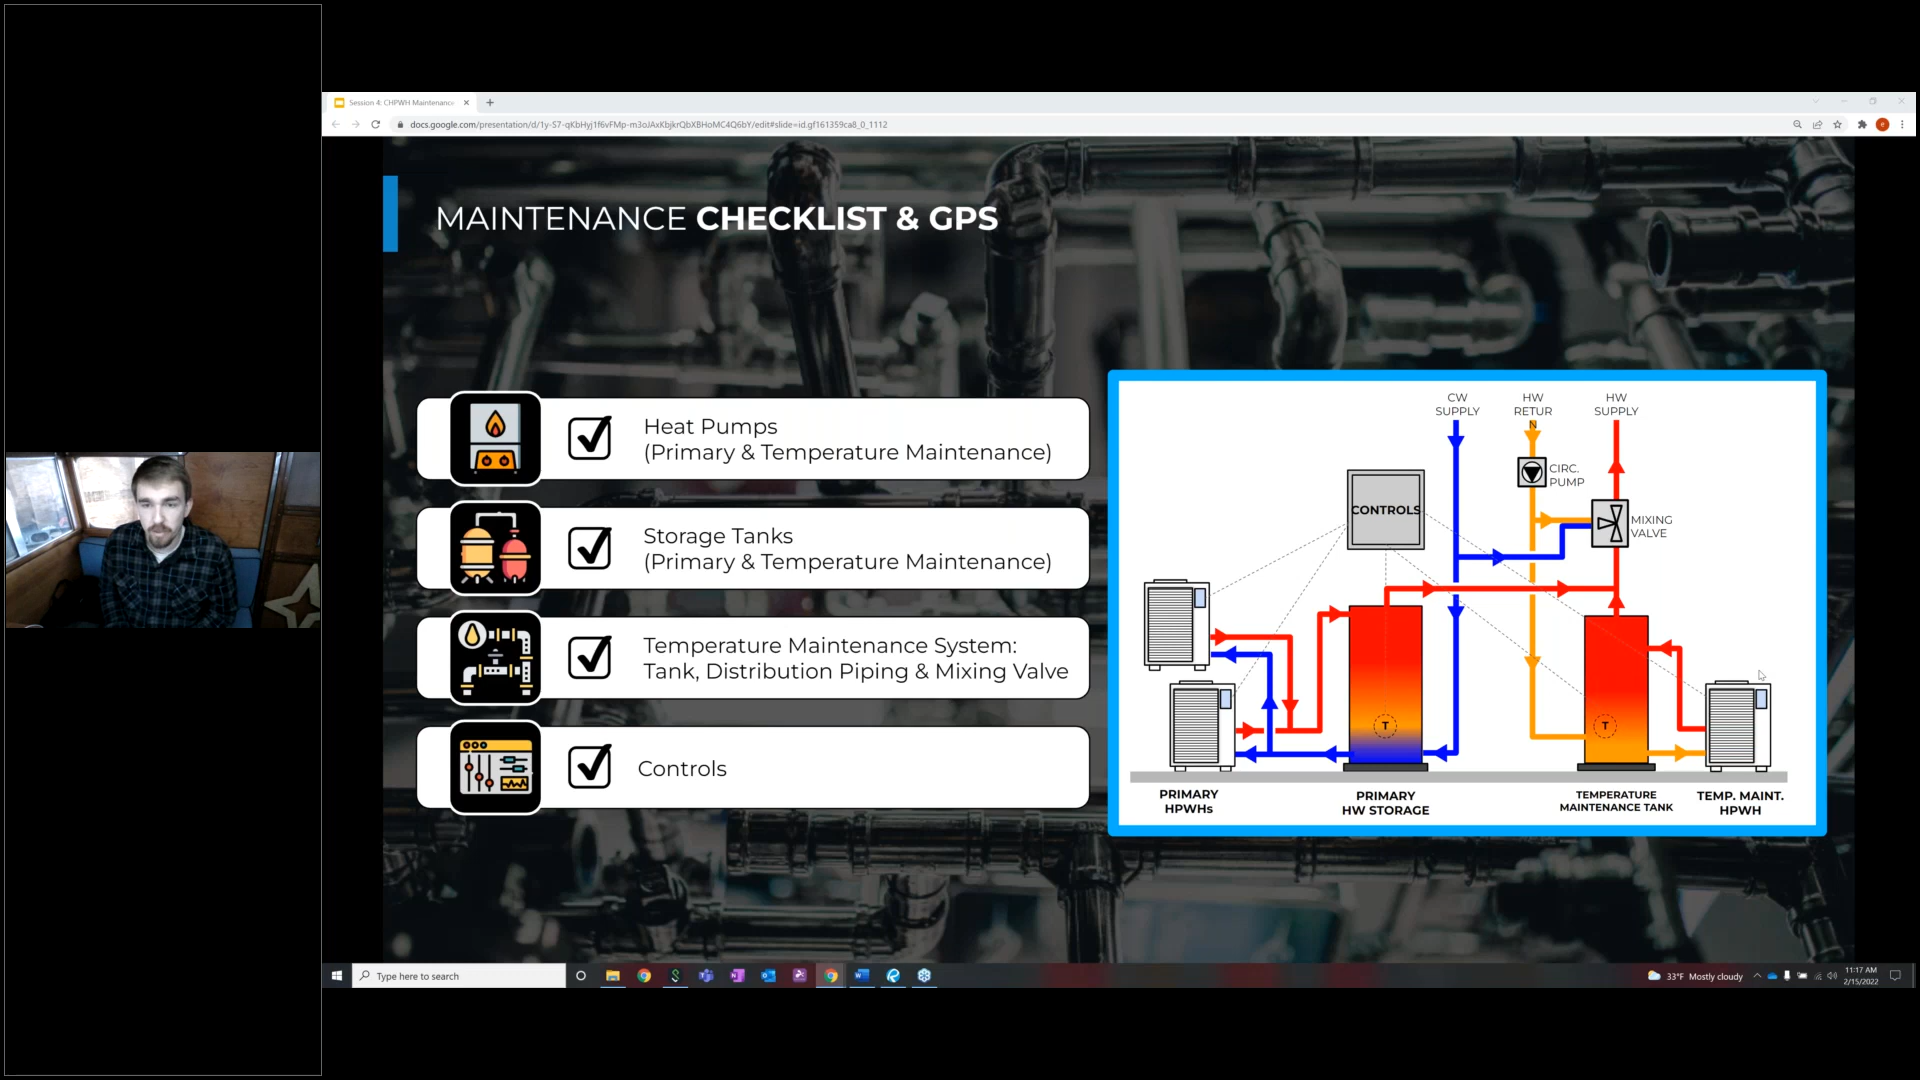 Session 4: CHPWH Maintenance
docs.google.com/presentation/d/1y-S7-qKbHyj1f6vFMp-m3oJAxKbjkrQbXBHoMC4Q6bY/edit#slide=id.gf161359ca8_0_1112
MAINTENANCE CHECKLIST & GPS
Heat Pumps
(Primary & Temperature Maintenance)
Storage Tanks
(Primary & Temperature Maintenance)
Temperature Maintenance System:
Tank, Distribution Piping & Mixing Valve
Controls
CW
SUPPLY
HW
RETUR
N
HW
SUPPLY
CIRC.
PUMP
CONTROLS
MIXING
VALVE
T
T
PRIMARY
HPWHs
PRIMARY
HW STORAGE
TEMPERATURE
MAINTENANCE TANK
TEMP. MAINT.
HPWH
Type here to search
33°F Mostly cloudy
11:17 AM
2/15/2022